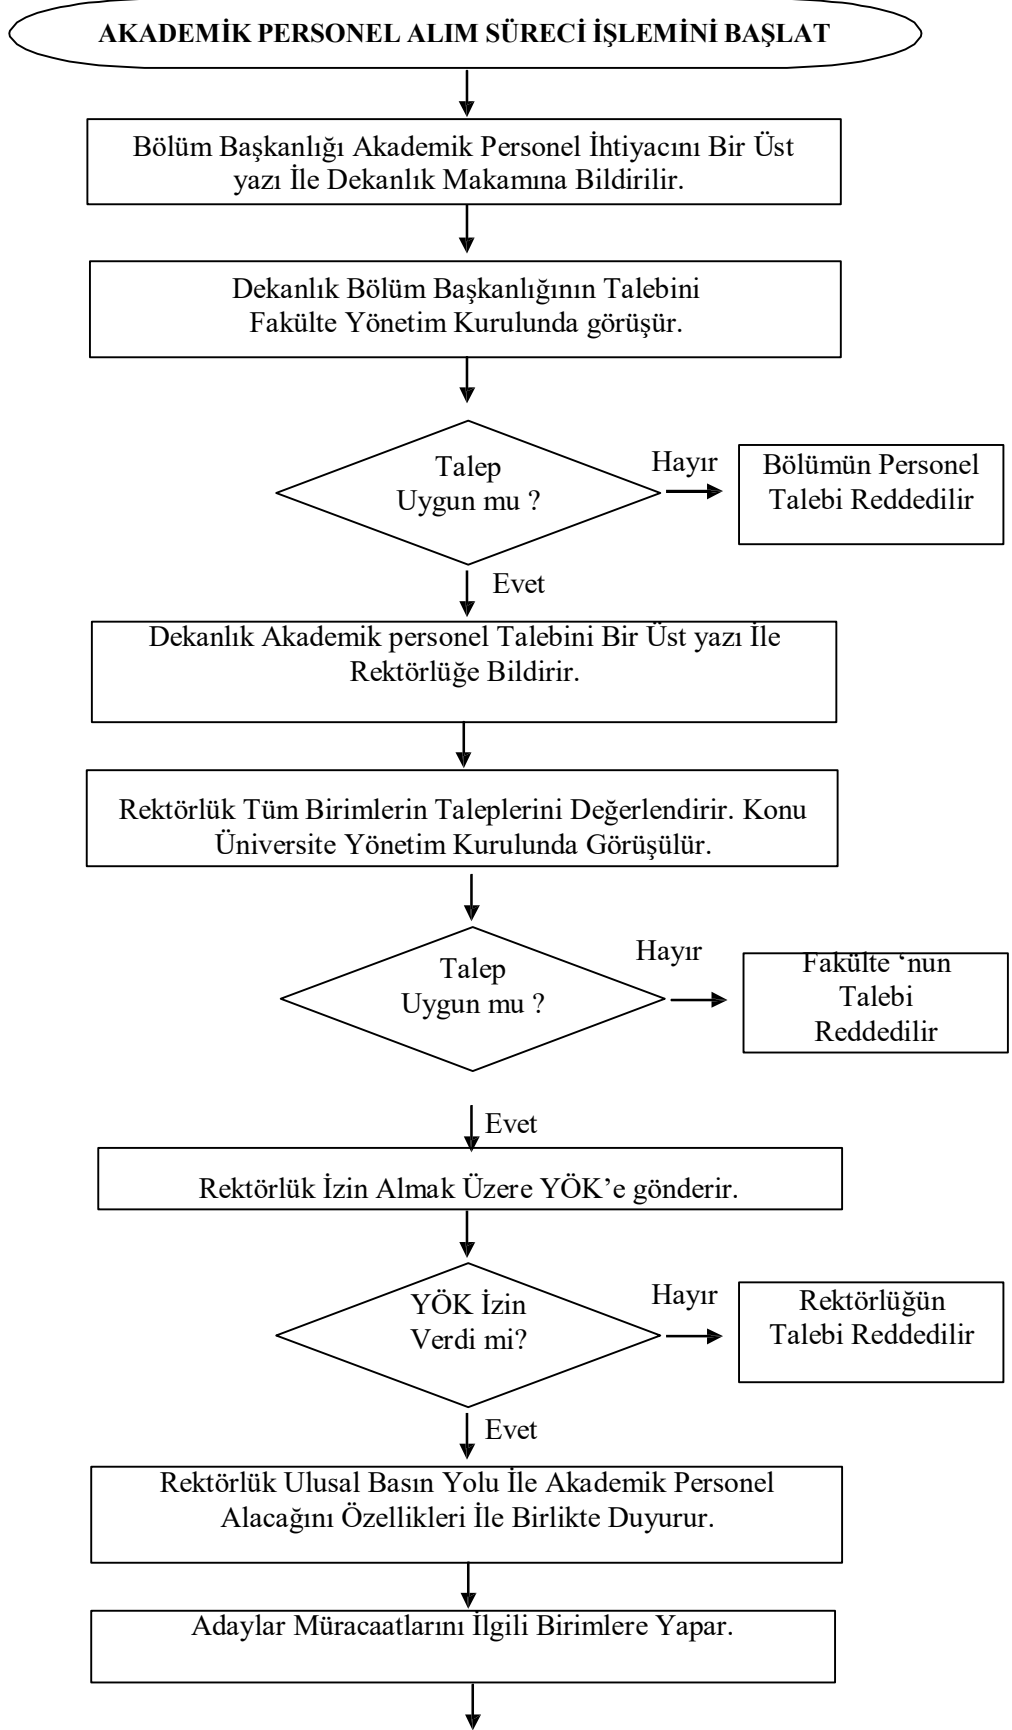 AKADEMİK PERSONEL ALIM SÜRECİ İŞLEMİNİ BAŞLAT
Bölüm Başkanlığı Akademik Personel İhtiyacını Bir Üst
yazı İle Dekanlık Makamına Bildirilir.
Dekanlık Bölüm Başkanlığının Talebini
Fakülte Yönetim Kurulunda görüşür.
Talep
Uygun mu ?
Hayır
Bölümün Personel
Talebi Reddedilir
Evet
Dekanlık Akademik personel Talebini Bir Üst yazı İle
Rektörlüğe Bildirir.
Rektörlük Tüm Birimlerin Taleplerini Değerlendirir. Konu
Üniversite Yönetim Kurulunda Görüşülür.
Talep
Uygun mu ?
Hayır
Fakülte ‘nun
Talebi
Reddedilir
Evet
Rektörlük İzin Almak Üzere YÖK’e gönderir.
YÖK İzin
Verdi mi?
Hayır
Rektörlüğün
Talebi Reddedilir
Evet
Rektörlük Ulusal Basın Yolu İle Akademik Personel
Alacağını Özellikleri İle Birlikte Duyurur.
Adaylar Müracaatlarını İlgili Birimlere Yapar.